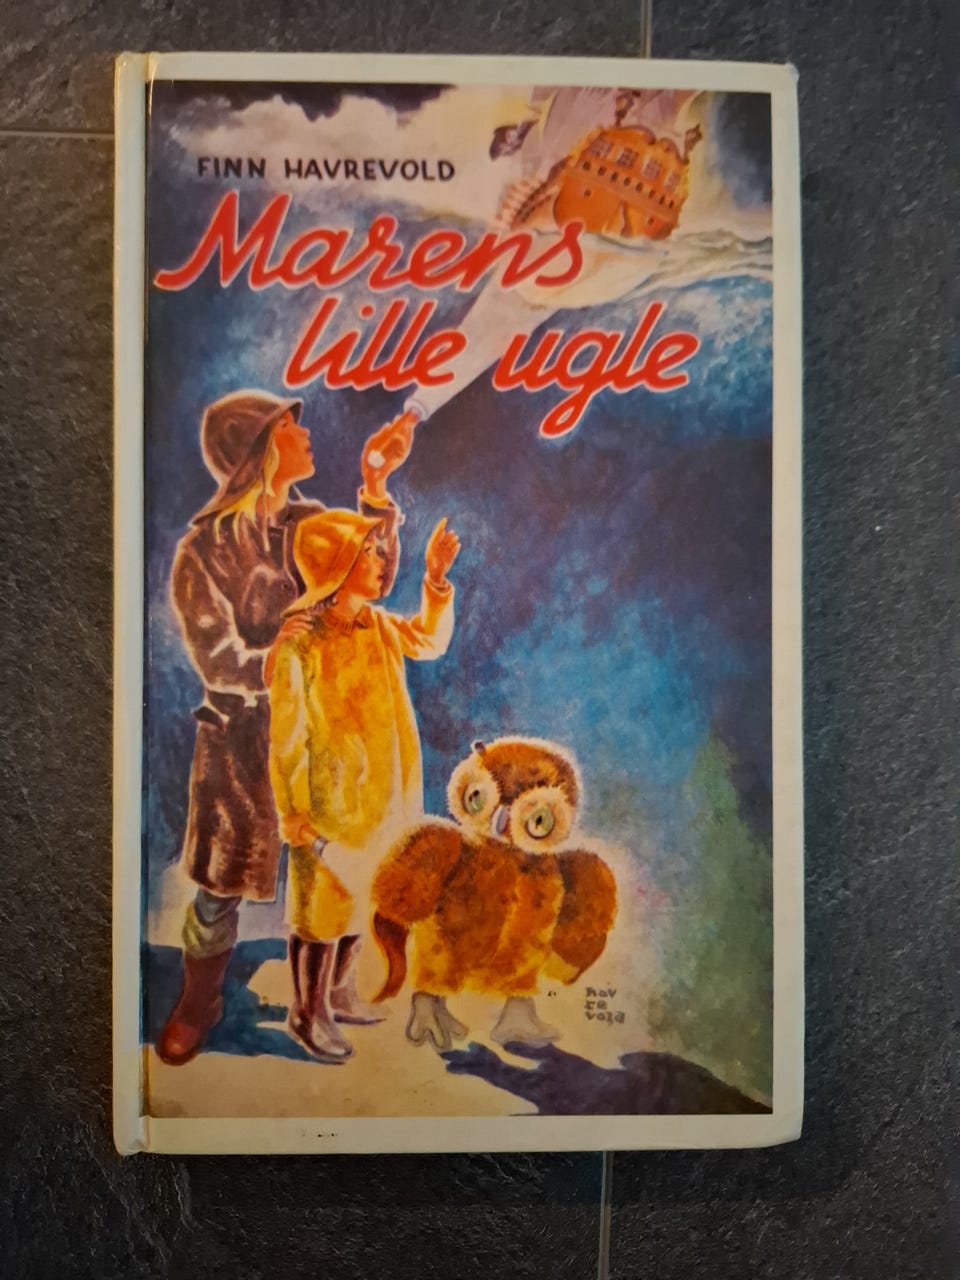 FINN HAVREVOLD
Marens
lille ugle
hav
re
vold